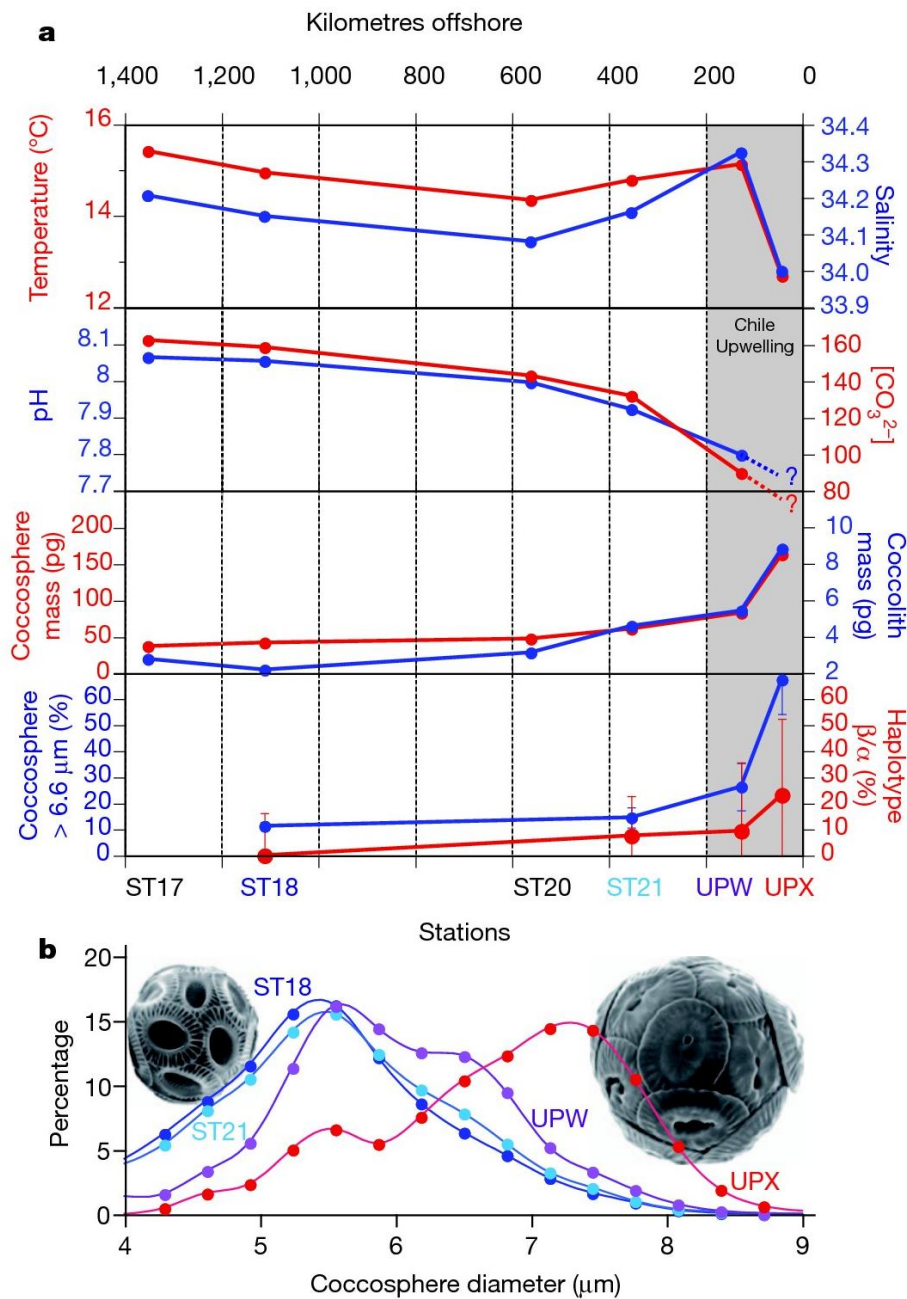 a
Kilometres offshore
1,400 1,200 1,000 800 600 400 200 0
Temperature (°C)
16
14
12
34.4
34.3
34.2
34.1
34.0
33.9
Salinity
pH
8.1
8
7.9
7.8
7.7
Chile
Upwelling
?
?
160
140
120
100
80
[CO₃²⁻]
Coccosphere
mass (pg)
200
150
100
50
0
10
8
6
4
2
Coccolith
mass (pg)
Coccosphere
> 6.6 μm (%)
60
50
40
30
20
10
0
60
50
40
30
20
10
0
Haplotype
β/α (%)
ST17 ST18 ST20 ST21 UPW UPX
Stations
b
Percentage
20
15
10
5
0
ST18
ST21
UPW
UPX
4 5 6 7 8 9
Coccosphere diameter (μm)